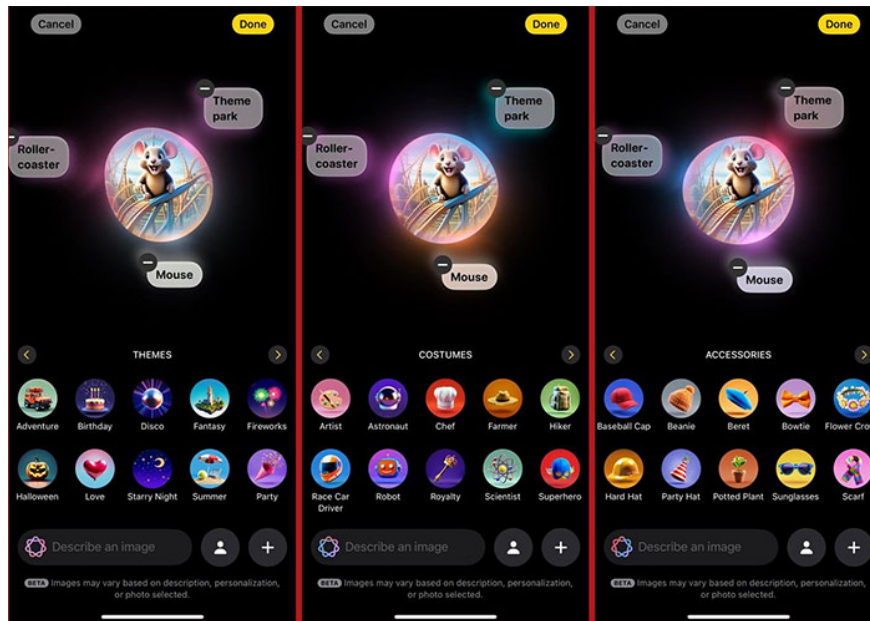 Cancel
Done
Theme
park
Roller-
coaster
Mouse
THEMES
Adventure Birthday Disco Fantasy Fireworks
Halloween Love Starry Night Summer Party
Describe an image
BETA Images may vary based on description, personalization,
or photo selected.
Cancel
Done
Theme
park
Roller-
coaster
Mouse
COSTUMES
Artist Astronaut Chef Farmer Hiker
Race Car
Driver
Robot Royalty Scientist Superhero
Describe an image
BETA Images may vary based on description, personalization,
or photo selected.
Cancel
Done
Theme
park
Roller-
coaster
Mouse
ACCESSORIES
Baseball Cap Beanie Beret Bowtie Flower Cro
Hard Hat Party Hat Potted Plant Sunglasses Scarf
Describe an image
BETA Images may vary based on description, personalization,
or photo selected.